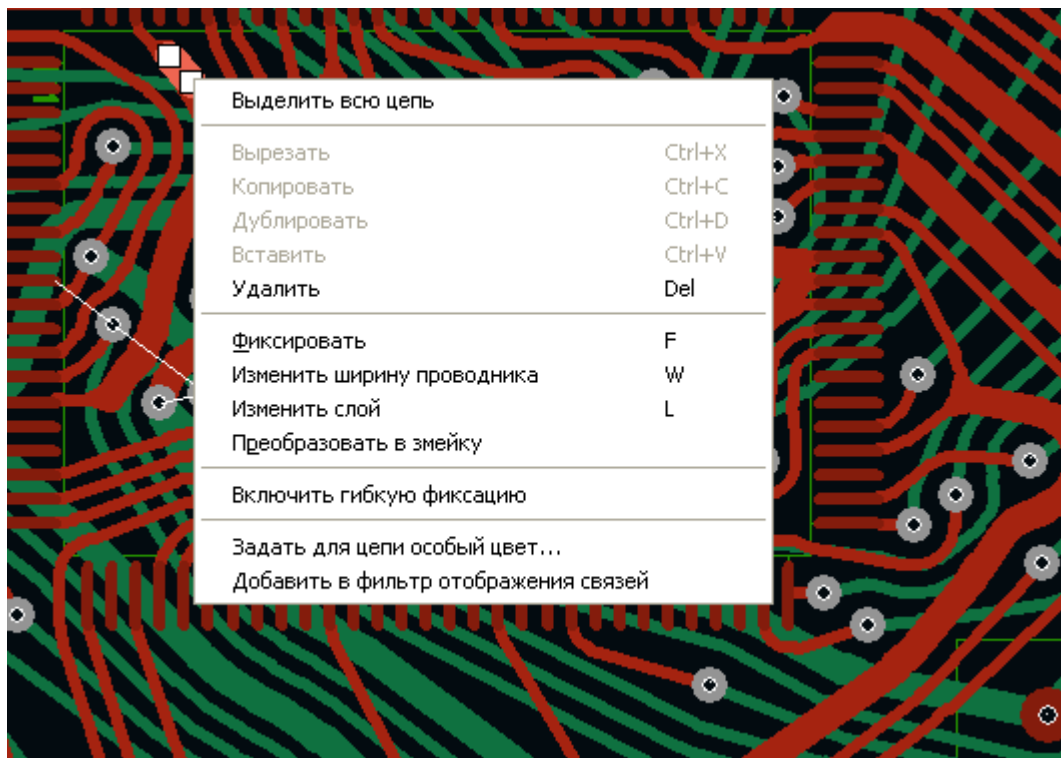 1
Выделить всю цепь
Вырезать Ctrl+X
Копировать Ctrl+C
Дублировать Ctrl+D
Вставить Ctrl+V
Удалить Del
Фиксировать F
Изменить ширину проводника W
Изменить слой L
Преобразовать в змейку
Включить гибкую фиксацию
Задать для цепи особый цвет...
Добавить в фильтр отображения связей